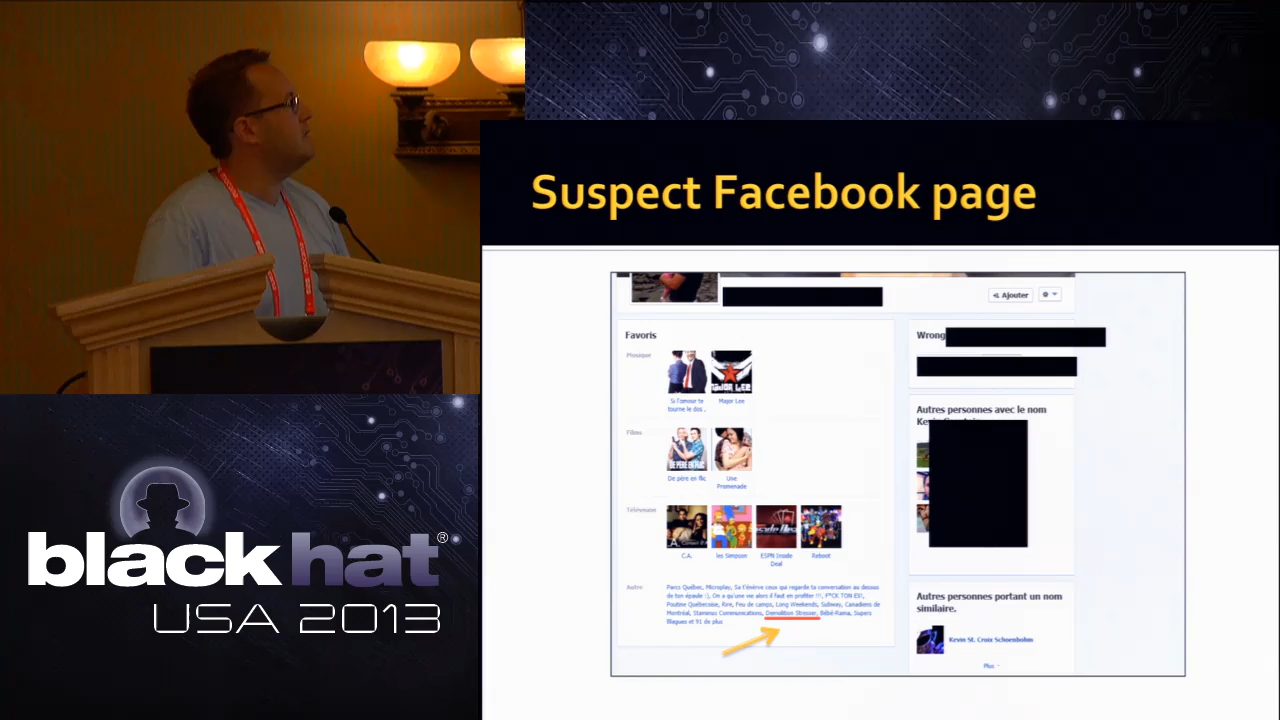 Suspect Facebook page
Ajouter
Favoris
Musique
Si l'amour te
tourne le dos .
Major Lee
Films
De père en flic
Une
Promenade
Télévision
C.A.
les Simpson
ESPN Inside
Deal
Reboot
Autre
Parcs Québec, Microplay, Sa t'énèrve ceux qui regarde ta conversation au dessus
de ton épaule :), On a qu'une vie alors il faut en profiter !!!, F*CK TON EX!,
Poutine Québécoise, Rire, Feu de camps, Long Weekends, Subway, Canadiens de
Montréal, Stamenus Communications, Demolition Stresser, Bébé-Rama, Supers
Blagues et 91 de plus
Wrong
Autres personnes avec le nom
Autres personnes portant un nom
similaire.
Kevin St. Croix Schoenbohm
Plus
black hat®
USA 2013